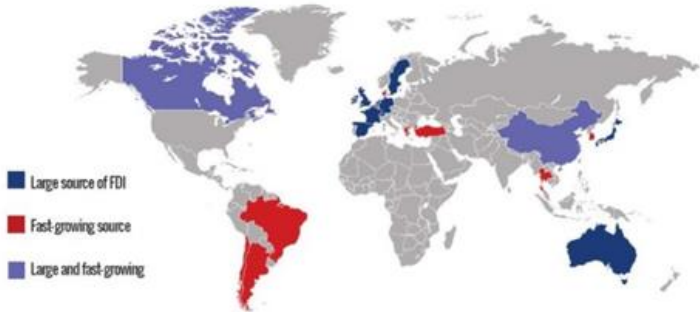 Large source of FDI
Fast-growing source
Large and fast-growing